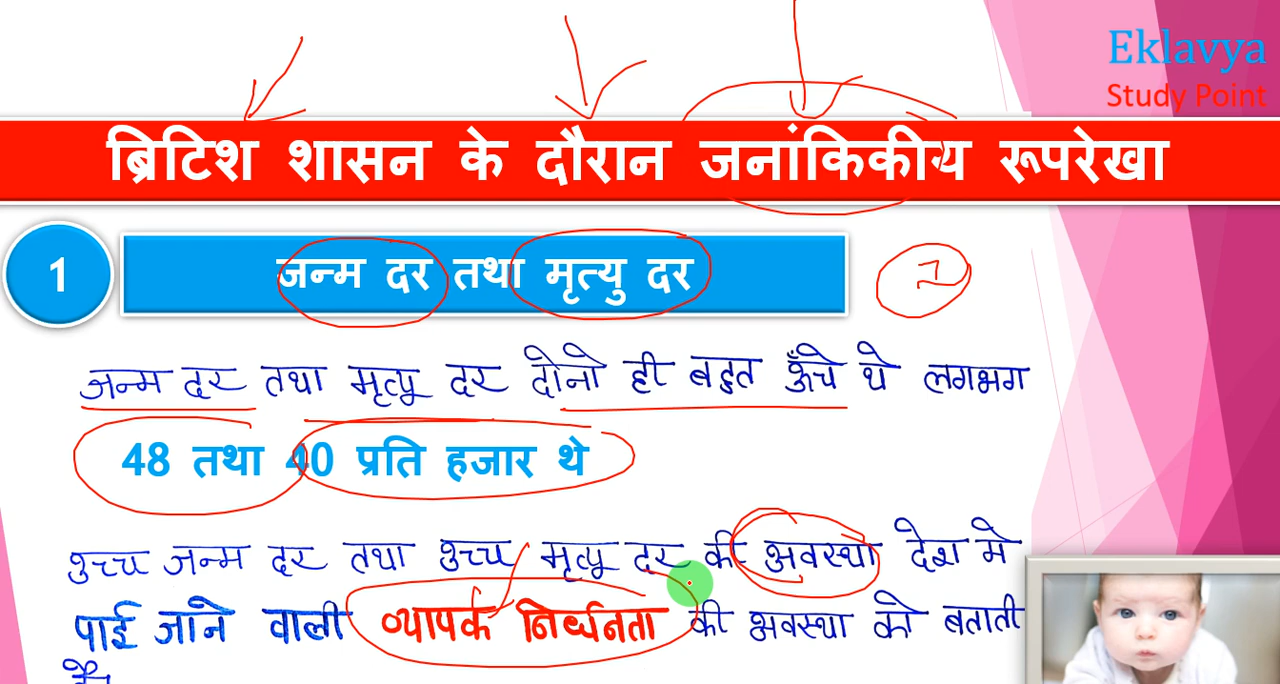 Eklavya
Study Point
ब्रिटिश शासन के दौरान जनांकिकीय रूपरेखा
1 जन्म दर तथा मृत्यु दर 2
जन्म दर तथा मृत्यू दर दोनो ही बहुत ऊँचे थे लगभग
48 तथा 40 प्रति हजार थे
उच्च जन्म दर तथा उच्च मृत्यू दर की अवस्था देश मे
पाई जाने वाली व्यापक निर्धनता की अवस्था को बताती
है